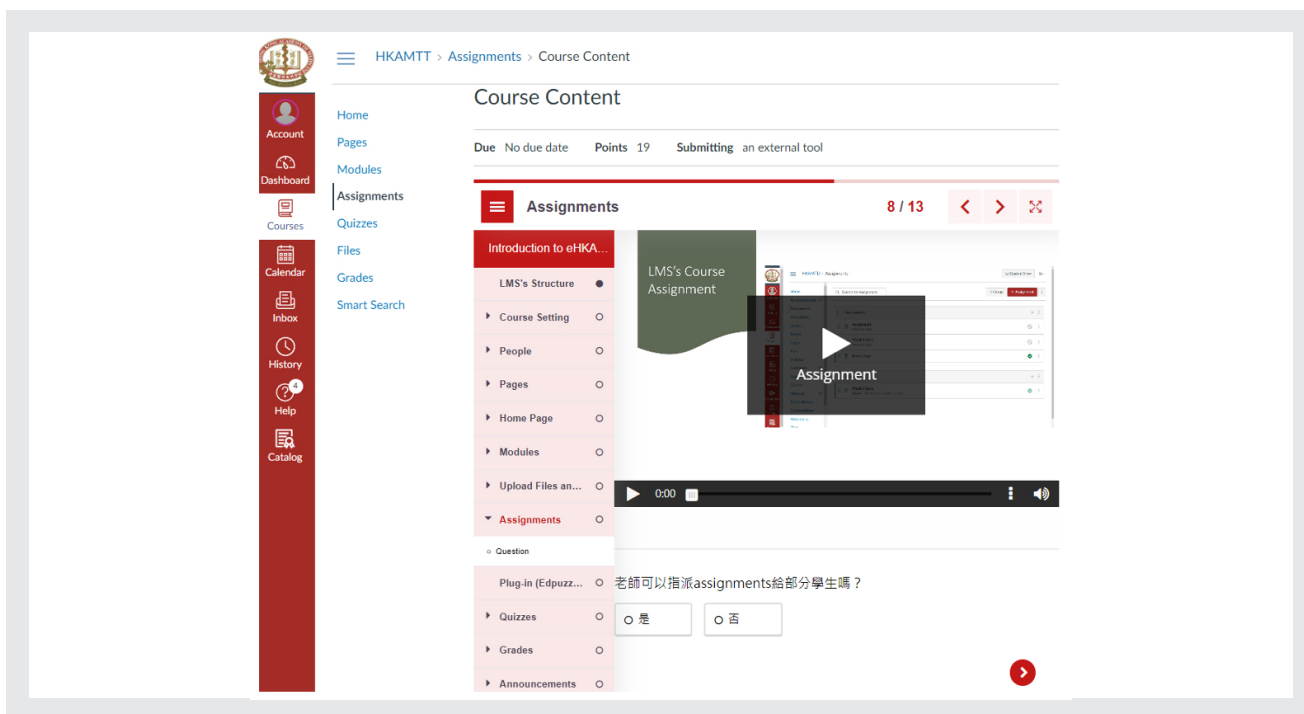 HKAMTT > Assignments > Course Content
Account
Dashboard
Courses
Calendar
Inbox
History
4
Help
Catalog
Home
Pages
Modules
Assignments
Quizzes
Files
Grades
Smart Search
Course Content
Due No due date Points 19 Submitting an external tool
Assignments
8 / 13
Introduction to eHKA...
LMS's Structure
Course Setting
People
Pages
Home Page
Modules
Upload Files an...
Assignments
Question
Plug-in (Edpuzz...
Quizzes
Grades
Announcements
LMS's Course
Assignment
Assignment
0:00
老師可以指派assignments給部分學生嗎？
是
否